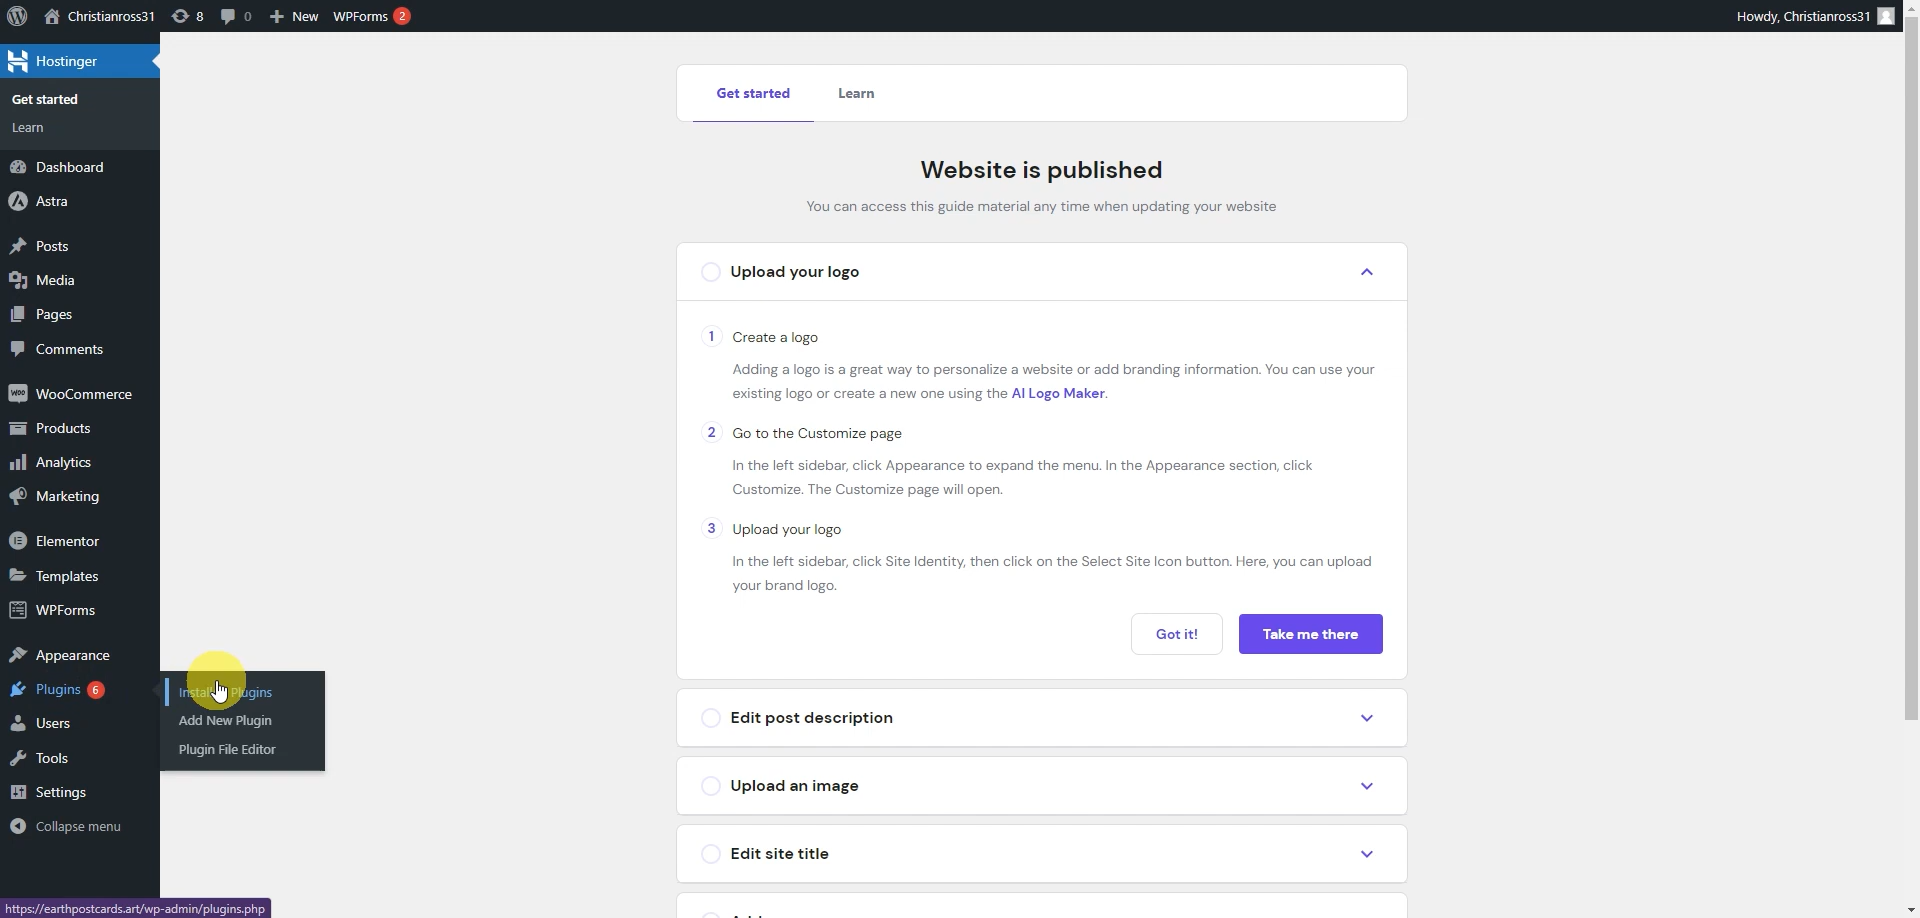 Christianross31 8 0 New WPForms 2 Howdy, Christianross31
Hostinger
Get started
Learn
Dashboard
Astra
Posts
Media
Pages
Comments
WooCommerce
Products
Analytics
Marketing
Elementor
Templates
WPForms
Appearance
Plugins 6
Users
Tools
Settings
Collapse menu
Plugins
Add New Plugin
Plugin File Editor
Get started Learn
Website is published
You can access this guide material any time when updating your website
Upload your logo
1 Create a logo
Adding a logo is a great way to personalize a website or add branding information. You can use your
existing logo or create a new one using the AI Logo Maker.
2 Go to the Customize page
In the left sidebar, click Appearance to expand the menu. In the Appearance section, click
Customize. The Customize page will open.
3 Upload your logo
In the left sidebar, click Site Identity, then click on the Select Site Icon button. Here, you can upload
your brand logo.
Got it! Take me there
Edit post description
Upload an image
Edit site title
https://earthpostcards.art/wp-admin/plugins.php